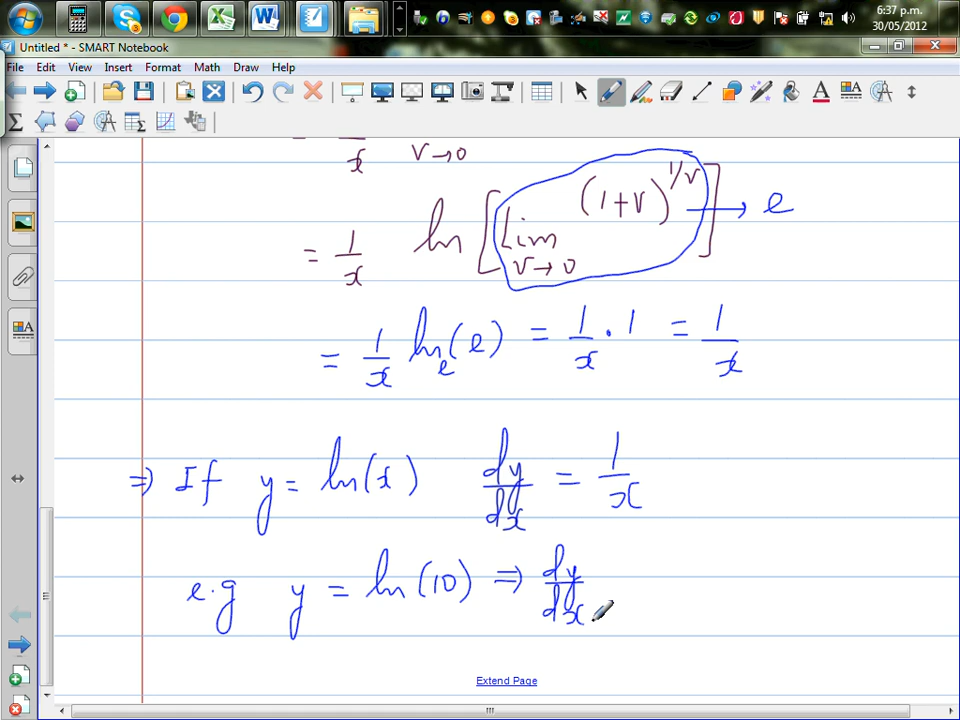 6:37 p.m.
30/05/2012
Untitled * - SMART Notebook
File Edit View Insert Format Math Draw Help
= 1/x V→0
= 1/x ln [ Lim V→0 (1+V)^1/V ] → e
= 1/x ln e (e) = 1/x · 1 = 1/x
⇒ If y = ln(x) dy/dx = 1/x
e.g y = ln(10) ⇒ dy/dx
Extend Page